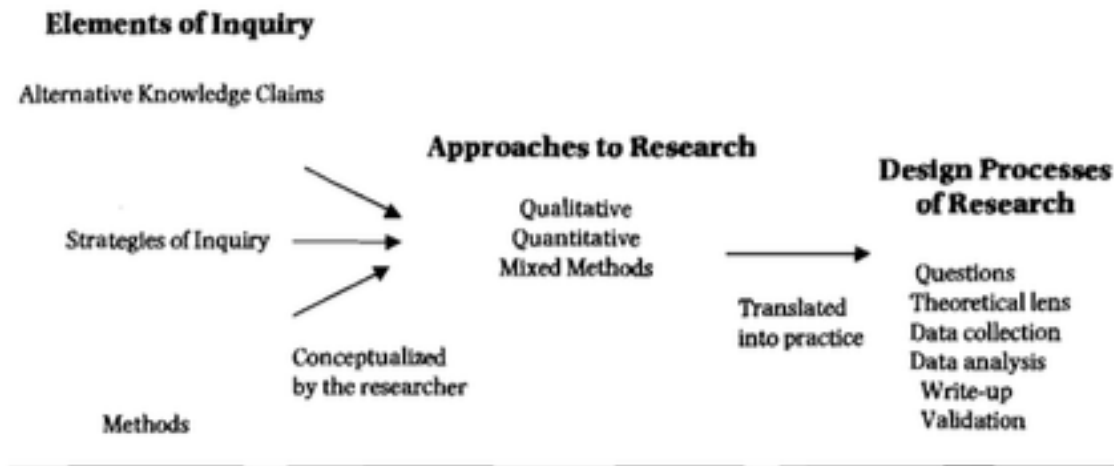 Elements of Inquiry
Alternative Knowledge Claims
Strategies of Inquiry
Methods
Conceptualized
by the researcher
Approaches to Research
Qualitative
Quantitative
Mixed Methods
Translated
into practice
Design Processes
of Research
Questions
Theoretical lens
Data collection
Data analysis
Write-up
Validation